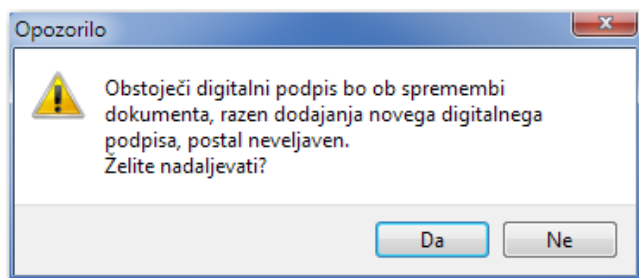 Opozorilo
Obstoječi digitalni podpis bo ob spremembi
dokumenta, razen dodajanja novega digitalnega
podpisa, postal neveljaven.
Želite nadaljevati?
Da
Ne